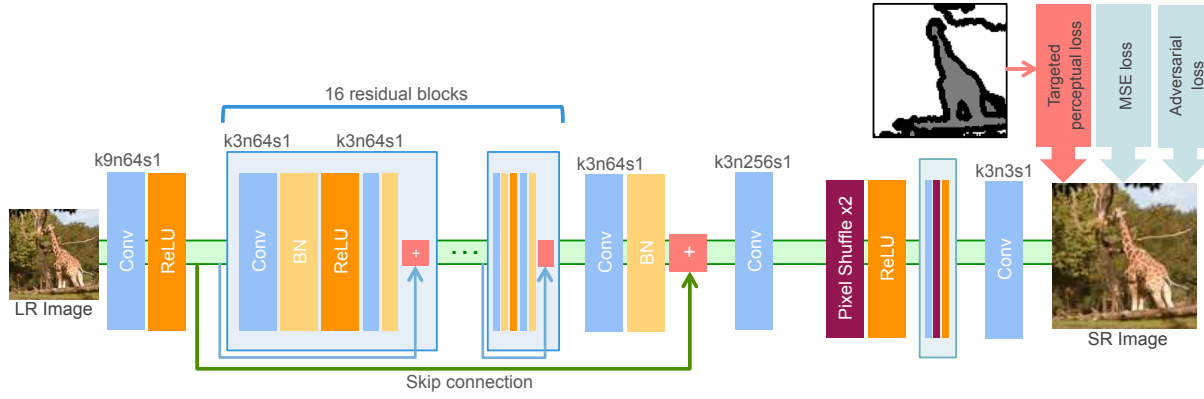 Targeted
perceptual loss
MSE loss
Adversarial
loss
16 residual blocks
k9n64s1
k3n64s1
k3n64s1
k3n64s1
k3n256s1
k3n3s1
Conv
ReLU
Conv
BN
ReLU
+
...
Conv
BN
+
Conv
Pixel Shuffle x2
ReLU
Conv
LR Image
SR Image
Skip connection